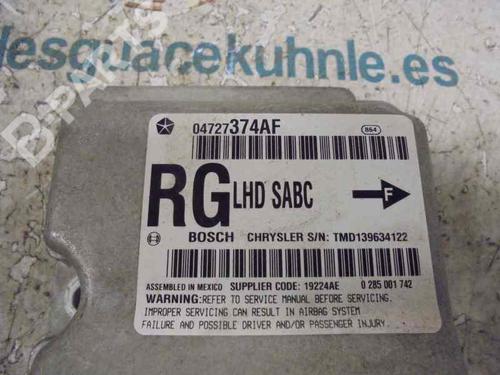 desguacekuhnle.es
B-PARTS
04727374AF
864
RG LHD SABC
F
BOSCH CHRYSLER S/N: TMD139634122
ASSEMBLED IN MEXICO SUPPLIER CODE: 19224AE 0 285 001 742
WARNING:REFER TO SERVICE MANUAL BEFORE SERVICING.
IMPROPER SERVICING CAN RESULT IN AIRBAG SYSTEM
FAILURE AND POSSIBLE DRIVER AND/OR PASSENGER INJURY.